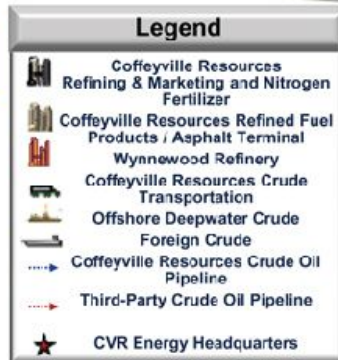 Legend
Coffeyville Resources
Refining & Marketing and Nitrogen
Fertilizer
Coffeyville Resources Refined Fuel
Products / Asphalt Terminal
Wynnewood Refinery
Coffeyville Resources Crude
Transportation
Offshore Deepwater Crude
Foreign Crude
Coffeyville Resources Crude Oil
Pipeline
Third-Party Crude Oil Pipeline
CVR Energy Headquarters